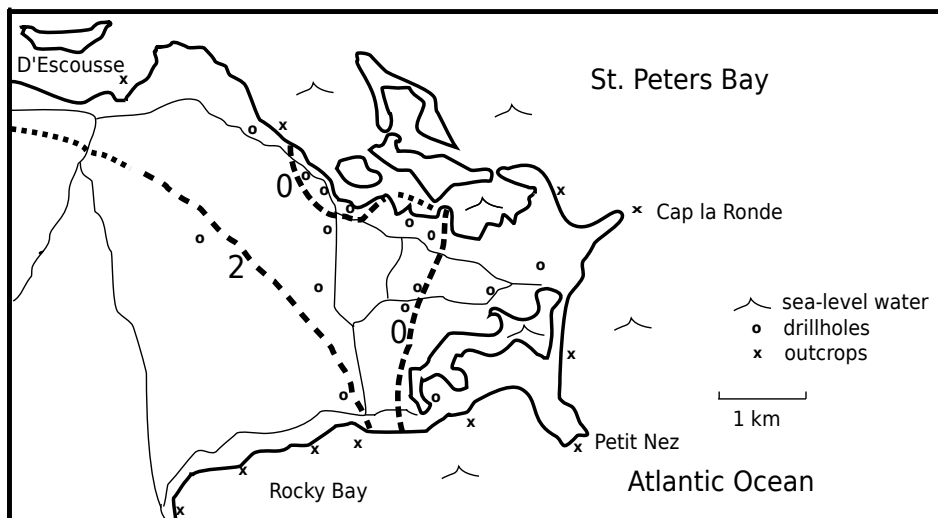 D'Escousse
St. Peters Bay
0
Cap la Ronde
2
sea-level water
drillholes
0
outcrops
1 km
Petit Nez
Rocky Bay
Atlantic Ocean